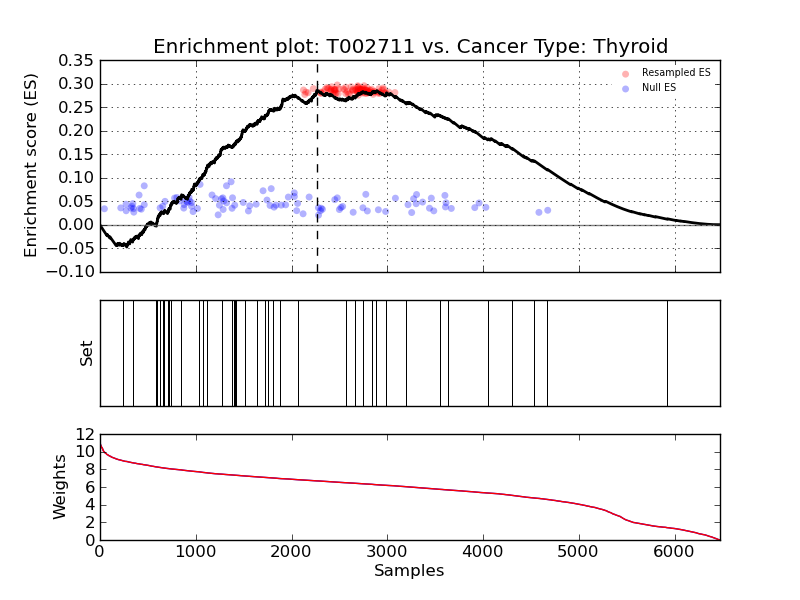 Enrichment plot: T002711 vs. Cancer Type: Thyroid
Enrichment score (ES)
0.35
0.30
0.25
0.20
0.15
0.10
0.05
0.00
−0.05
−0.10
Resampled ES
Null ES
Set
Weights
12
10
8
6
4
2
0
0 1000 2000 3000 4000 5000 6000
Samples